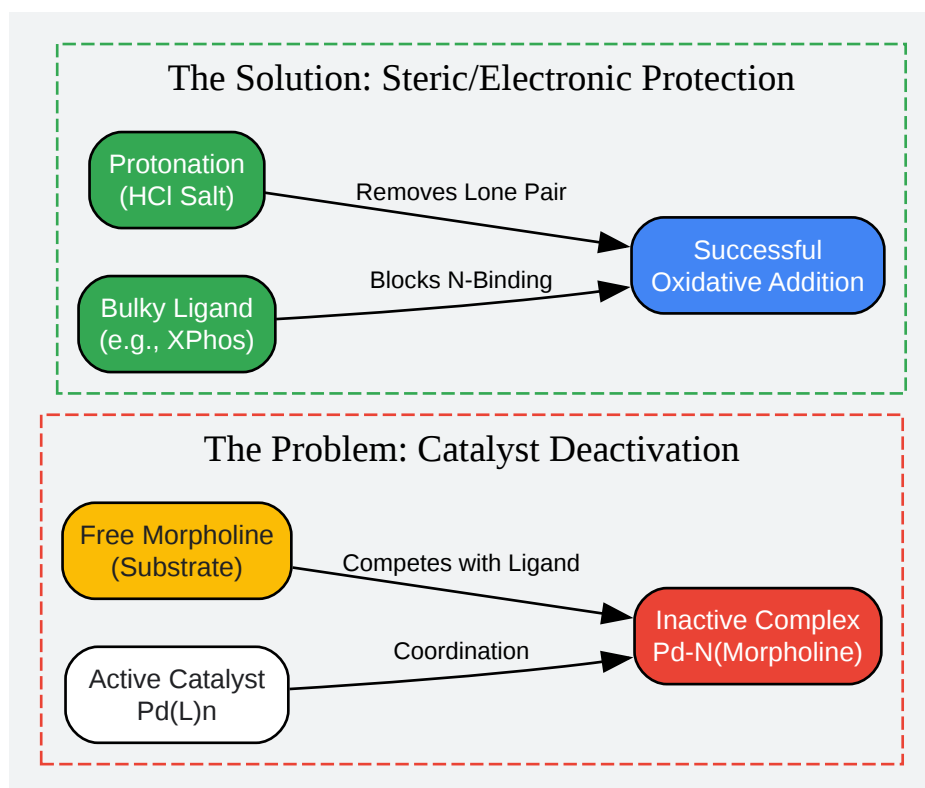 The Solution: Steric/Electronic Protection
Protonation
(HCl Salt)
Removes Lone Pair
Successful
Oxidative Addition
Blocks N-Binding
Bulky Ligand
(e.g., XPhos)
The Problem: Catalyst Deactivation
Free Morpholine
(Substrate)
Competes with Ligand
Inactive Complex
Pd-N(Morpholine)
Coordination
Active Catalyst
Pd(L)n